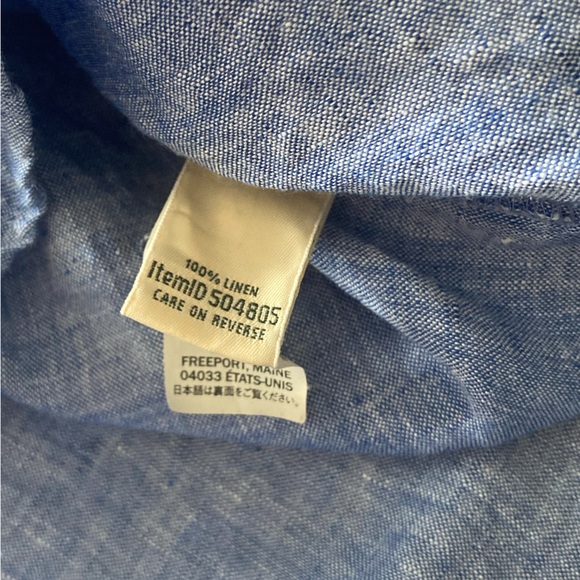 100% LINEN
ItemID 504805
CARE ON REVERSE
FREEPORT, MAINE
04033 ÉTATS-UNIS
日本語は裏面をご覧ください。